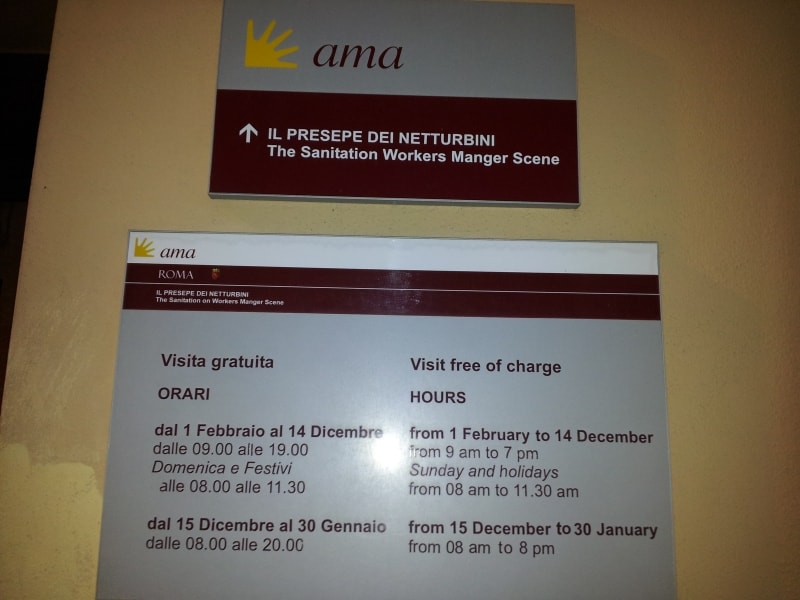 ama
IL PRESEPE DEI NETTURBINI
The Sanitation Workers Manger Scene
ama
ROMA
IL PRESEPE DEI NETTURBINI
The Sanitation on Workers Manger Scene
Visita gratuita
ORARI
dal 1 Febbraio al 14 Dicembre
dalle 09.00 alle 19.00
Domenica e Festivi
alle 08.00 alle 11.30
dal 15 Dicembre al 30 Gennaio
dalle 08.00 alle 20.00
Visit free of charge
HOURS
from 1 February to 14 December
from 9 am to 7 pm
Sunday and holidays
from 08 am to 11.30 am
from 15 December to 30 January
from 08 am to 8 pm